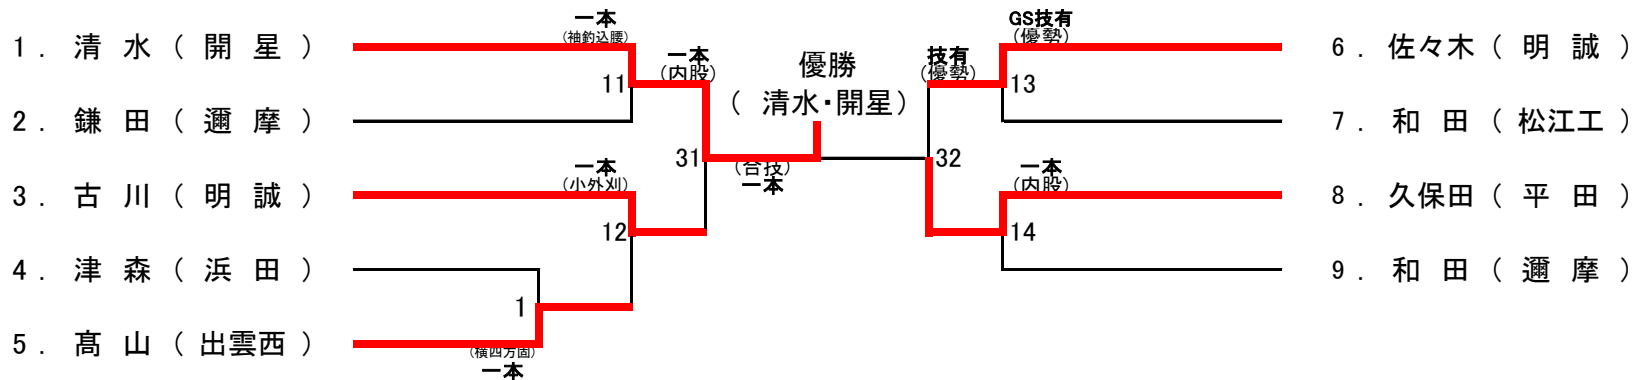 1. 清水(開星)
2. 鎌田(邇摩)
3. 古川(明誠)
4. 津森(浜田)
5. 髙山(出雲西)
一本
(袖釣込腰)
11
一本
(内股)
31
一本
(小外刈)
12
1
(横四方固)
一本
優勝
(清水・開星)
(合技)
一本
技有
(優勢)
32
GS技有
(優勢)
13
一本
(内股)
14
6. 佐々木(明誠)
7. 和田(松江工)
8. 久保田(平田)
9. 和田(邇摩)